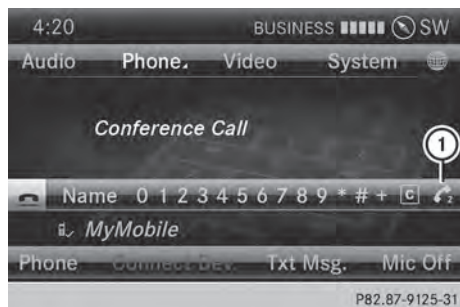 4:20 BUSINESS SW
Audio Phone Video System
Conference Call
1
Name 0 1 2 3 4 5 6 7 8 9 * # + C 2
MyMobile
Phone Connect Dev. Txt Msg. Mic Off
P82.87-9125-31